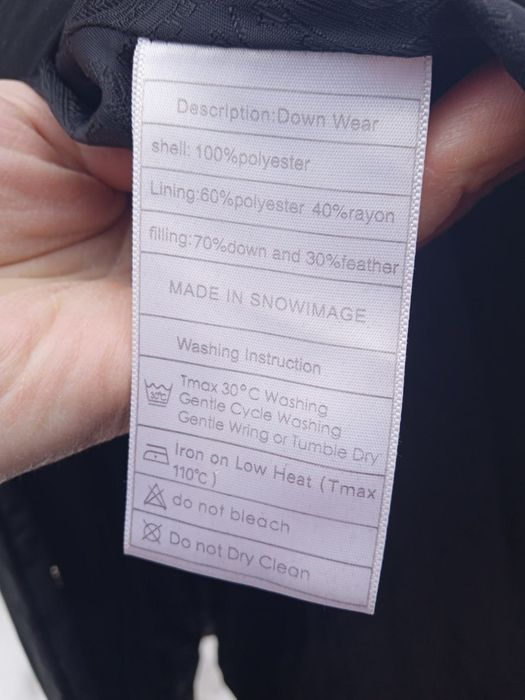 Description:Down Wear
shell: 100%polyester
Lining:60%polyester 40%rayon
filling:70%down and 30%feather
MADE IN SNOWIMAGE
Washing Instruction
30°C
Tmax 30°C Washing
Gentle Cycle Washing
Gentle Wring or Tumble Dry
Iron on Low Heat (Tmax
110°C)
do not bleach
Do not Dry Clean